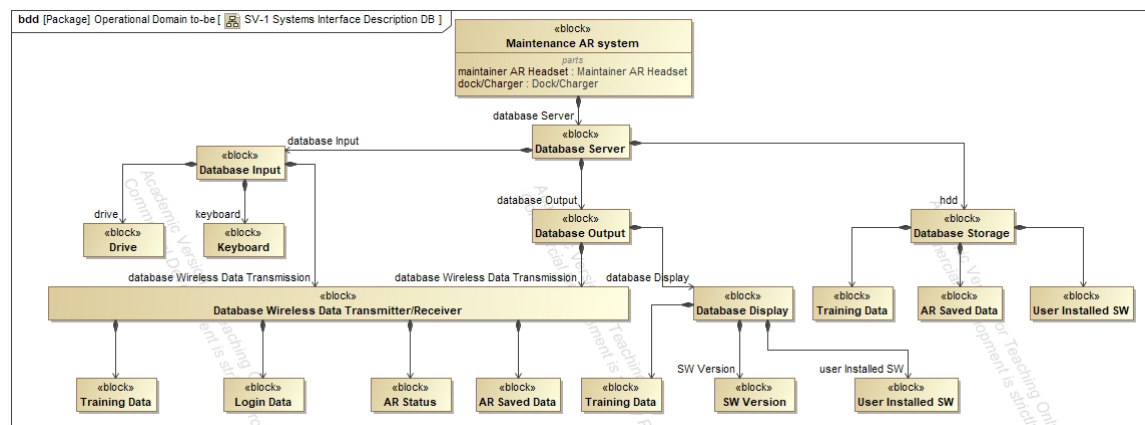 bdd [Package] Operational Domain to-be [ SV-1 Systems Interface Description DB ]
«block»
Maintenance AR system
parts
maintainer AR Headset : Maintainer AR Headset
dock/Charger : Dock/Charger
database Server
«block»
Database Server
database Input
«block»
Database Input
database Output
hdd
drive
keyboard
«block»
Drive
«block»
Keyboard
«block»
Database Output
«block»
Database Storage
database Wireless Data Transmission
database Wireless Data Transmission
database Display
«block»
Database Wireless Data Transmitter/Receiver
«block»
Database Display
«block»
Training Data
«block»
AR Saved Data
«block»
User Installed SW
SW Version
user Installed SW
«block»
Training Data
«block»
Login Data
«block»
AR Status
«block»
AR Saved Data
«block»
Training Data
«block»
SW Version
«block»
User Installed SW